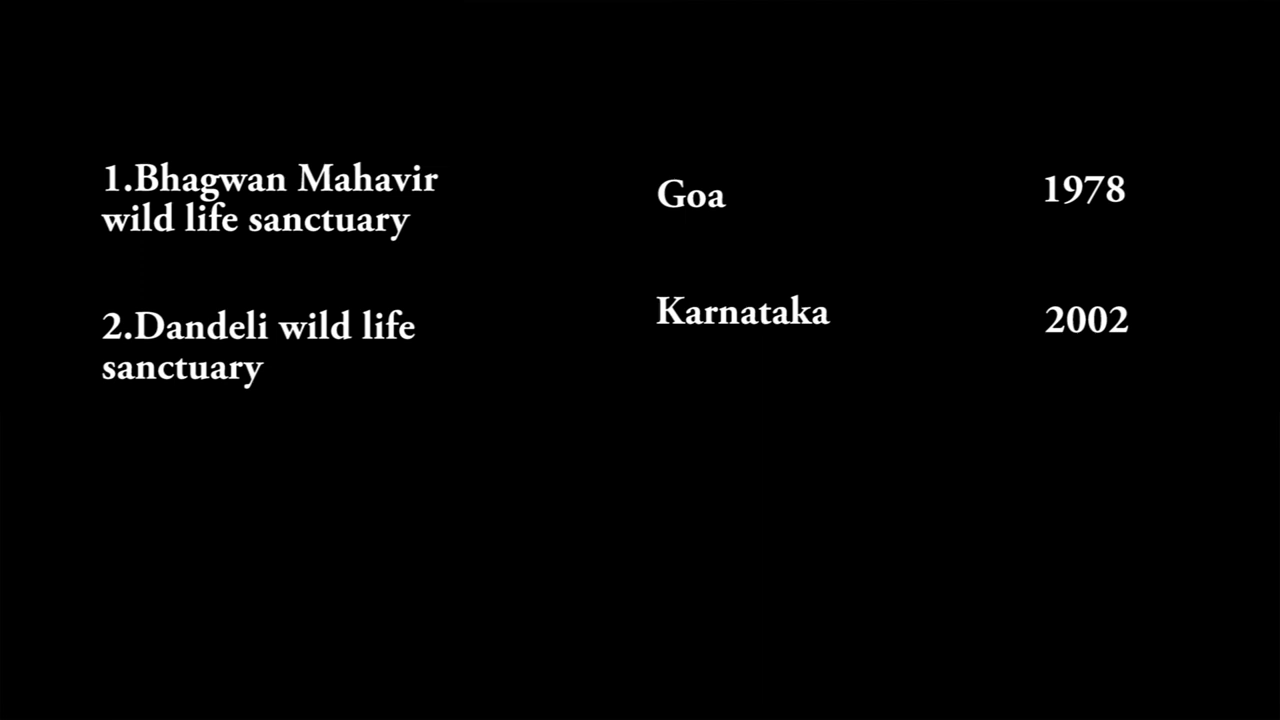 1.Bhagwan Mahavir
wild life sanctuary
Goa
1978
2.Dandeli wild life
sanctuary
Karnataka
2002